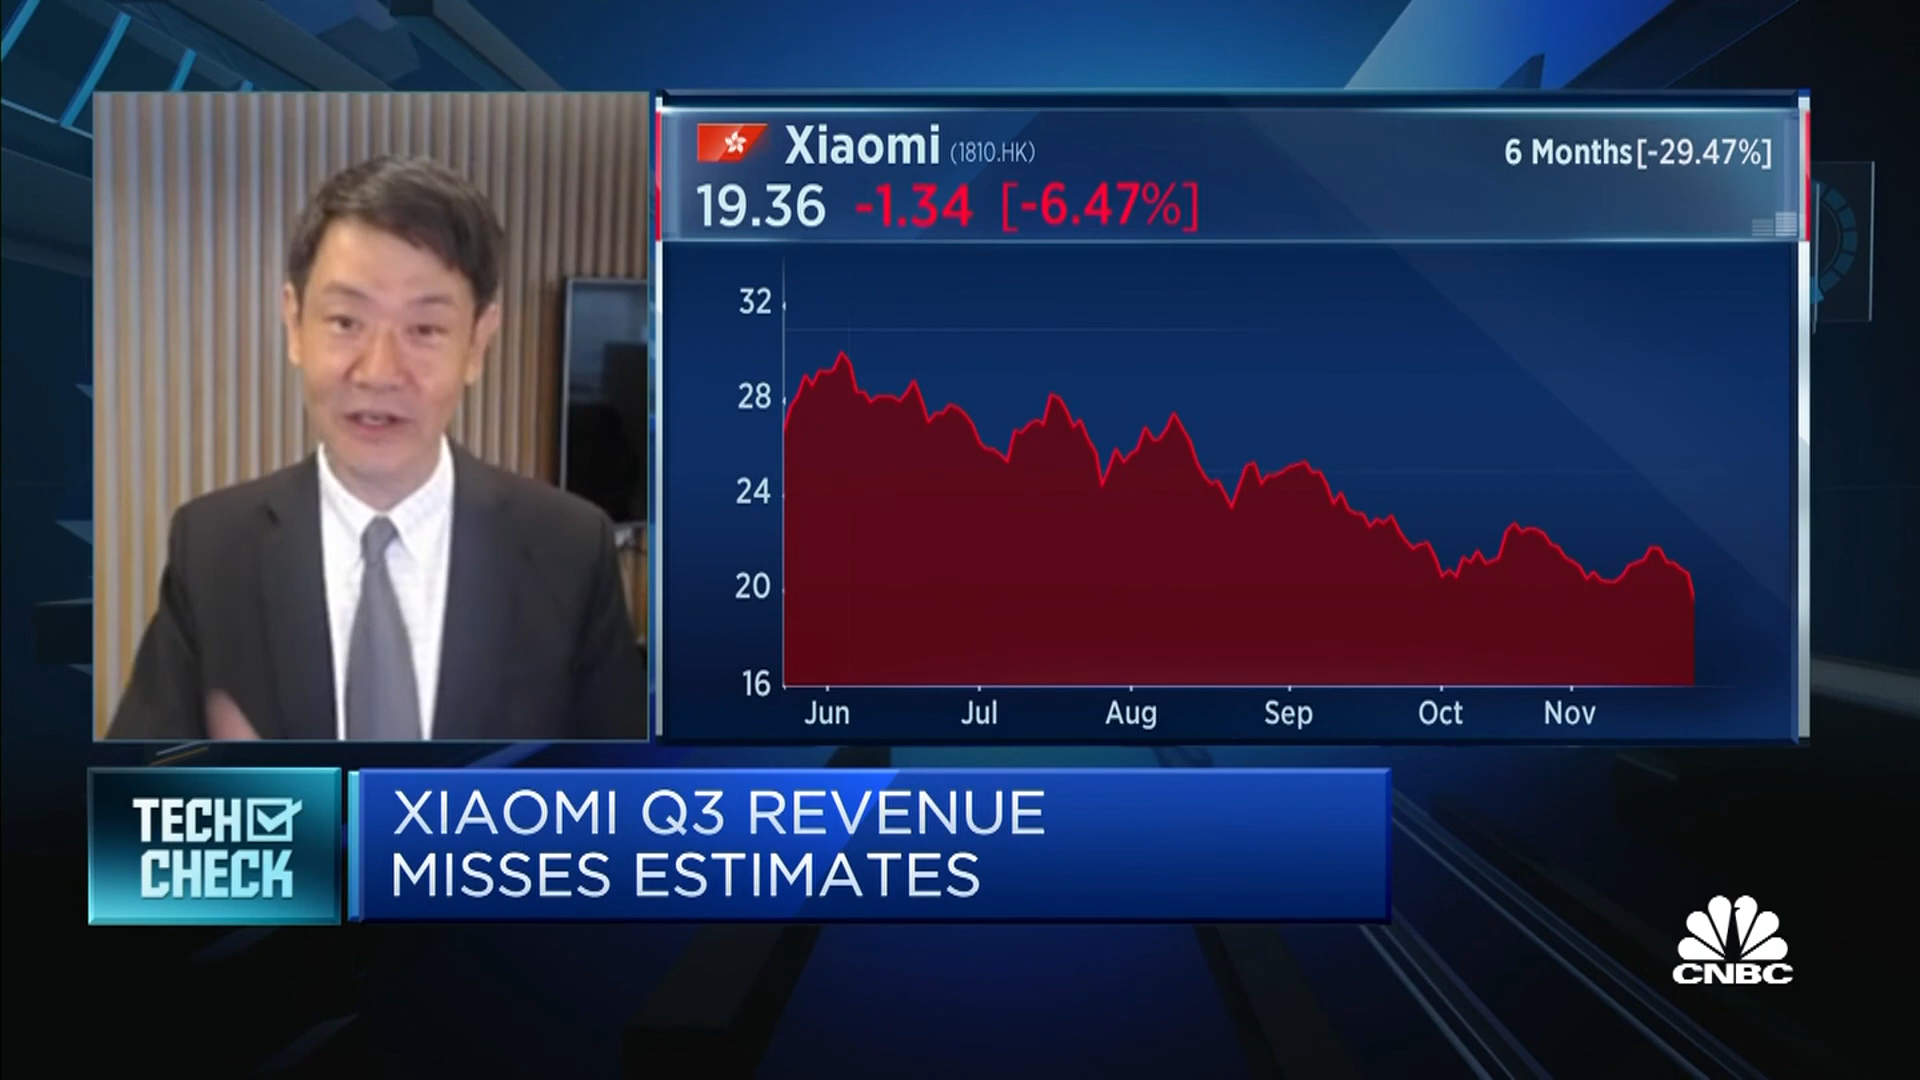 Xiaomi (1810.HK)
6 Months[-29.47%]
19.36 -1.34 [-6.47%]
32
28
24
20
16
Jun Jul Aug Sep Oct Nov
TECH
CHECK
XIAOMI Q3 REVENUE
MISSES ESTIMATES
CNBC